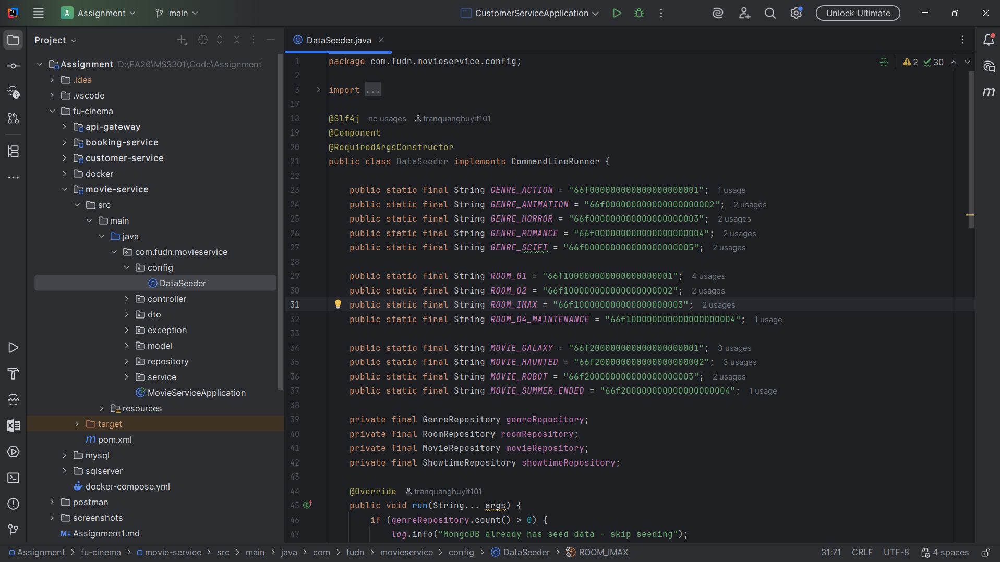 A Assignment main CustomerServiceApplication Unlock Ultimate
Project
DataSeeder.java
Assignment D:\FA26\MSS301\Code\Assignment
.idea
.vscode
fu-cinema
api-gateway
booking-service
customer-service
docker
movie-service
src
main
java
com.fudn.movieservice
config
DataSeeder
controller
dto
exception
model
repository
service
MovieServiceApplication
resources
target
m pom.xml
mysql
sqlserver
docker-compose.yml
postman
screenshots
M↓ Assignment1.md
2 30
1 package com.fudn.movieservice.config;
2
3 import ...
17
18 @Slf4j no usages tranquanghuyit101
19 @Component
20 @RequiredArgsConstructor
21 public class DataSeeder implements CommandLineRunner {
22
23 public static final String GENRE_ACTION = "66f000000000000000000001"; 1 usage
24 public static final String GENRE_ANIMATION = "66f000000000000000000002"; 2 usages
25 public static final String GENRE_HORROR = "66f000000000000000000003"; 2 usages
26 public static final String GENRE_ROMANCE = "66f000000000000000000004"; 2 usages
27 public static final String GENRE_SCIFI = "66f000000000000000000005"; 2 usages
28
29 public static final String ROOM_01 = "66f100000000000000000001"; 4 usages
30 public static final String ROOM_02 = "66f100000000000000000002"; 2 usages
31 public static final String ROOM_IMAX = "66f100000000000000000003"; 2 usages
32 public static final String ROOM_04_MAINTENANCE = "66f100000000000000000004"; 1 usage
33
34 public static final String MOVIE_GALAXY = "66f200000000000000000001"; 3 usages
35 public static final String MOVIE_HAUNTED = "66f200000000000000000002"; 3 usages
36 public static final String MOVIE_ROBOT = "66f200000000000000000003"; 2 usages
37 public static final String MOVIE_SUMMER_ENDED = "66f200000000000000000004"; 1 usage
38
39 private final GenreRepository genreRepository;
40 private final RoomRepository roomRepository;
41 private final MovieRepository movieRepository;
42 private final ShowtimeRepository showtimeRepository;
43
44 @Override tranquanghuyit101
45 public void run(String... args) {
46 if (genreRepository.count() > 0) {
47 log.info("MongoDB already has seed data - skip seeding");
m
Assignment > fu-cinema > movie-service > src > main > java > com > fudn > movieservice > config > DataSeeder > ROOM_IMAX 31:71 CRLF UTF-8 4 spaces